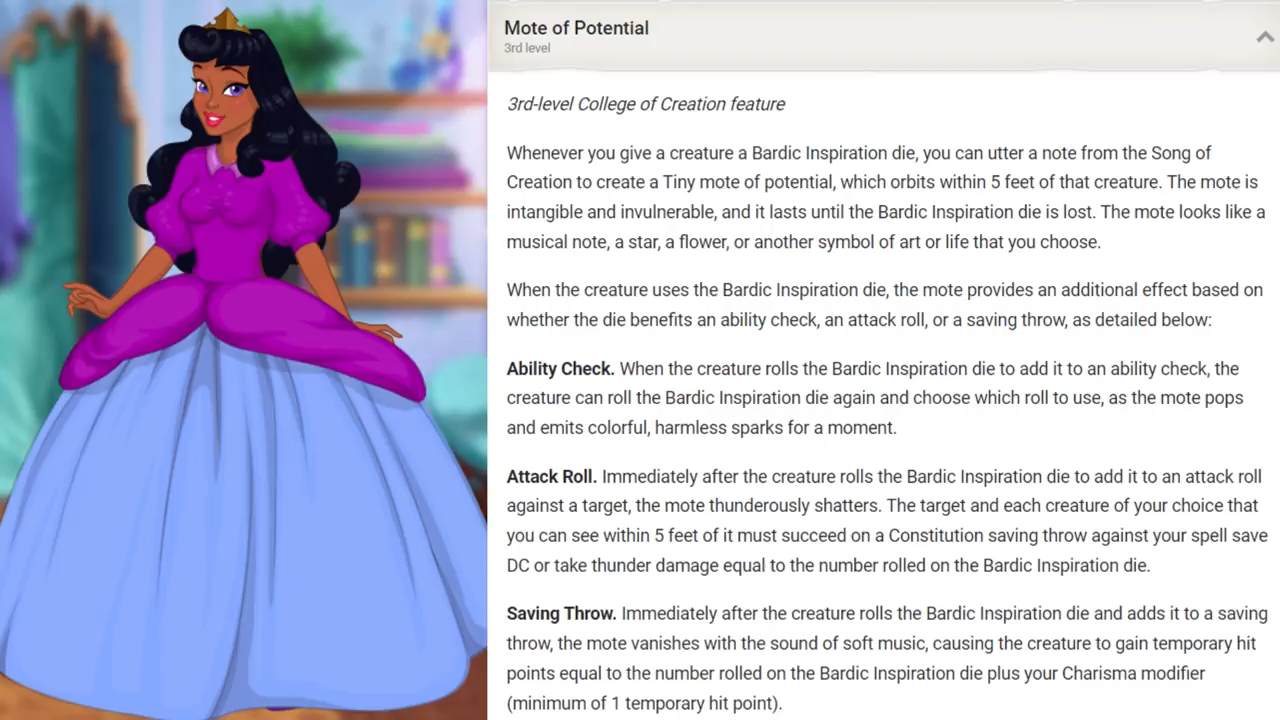 Mote of Potential
3rd level
3rd-level College of Creation feature
Whenever you give a creature a Bardic Inspiration die, you can utter a note from the Song of
Creation to create a Tiny mote of potential, which orbits within 5 feet of that creature. The mote is
intangible and invulnerable, and it lasts until the Bardic Inspiration die is lost. The mote looks like a
musical note, a star, a flower, or another symbol of art or life that you choose.
When the creature uses the Bardic Inspiration die, the mote provides an additional effect based on
whether the die benefits an ability check, an attack roll, or a saving throw, as detailed below:
Ability Check. When the creature rolls the Bardic Inspiration die to add it to an ability check, the
creature can roll the Bardic Inspiration die again and choose which roll to use, as the mote pops
and emits colorful, harmless sparks for a moment.
Attack Roll. Immediately after the creature rolls the Bardic Inspiration die to add it to an attack roll
against a target, the mote thunderously shatters. The target and each creature of your choice that
you can see within 5 feet of it must succeed on a Constitution saving throw against your spell save
DC or take thunder damage equal to the number rolled on the Bardic Inspiration die.
Saving Throw. Immediately after the creature rolls the Bardic Inspiration die and adds it to a saving
throw, the mote vanishes with the sound of soft music, causing the creature to gain temporary hit
points equal to the number rolled on the Bardic Inspiration die plus your Charisma modifier
(minimum of 1 temporary hit point).